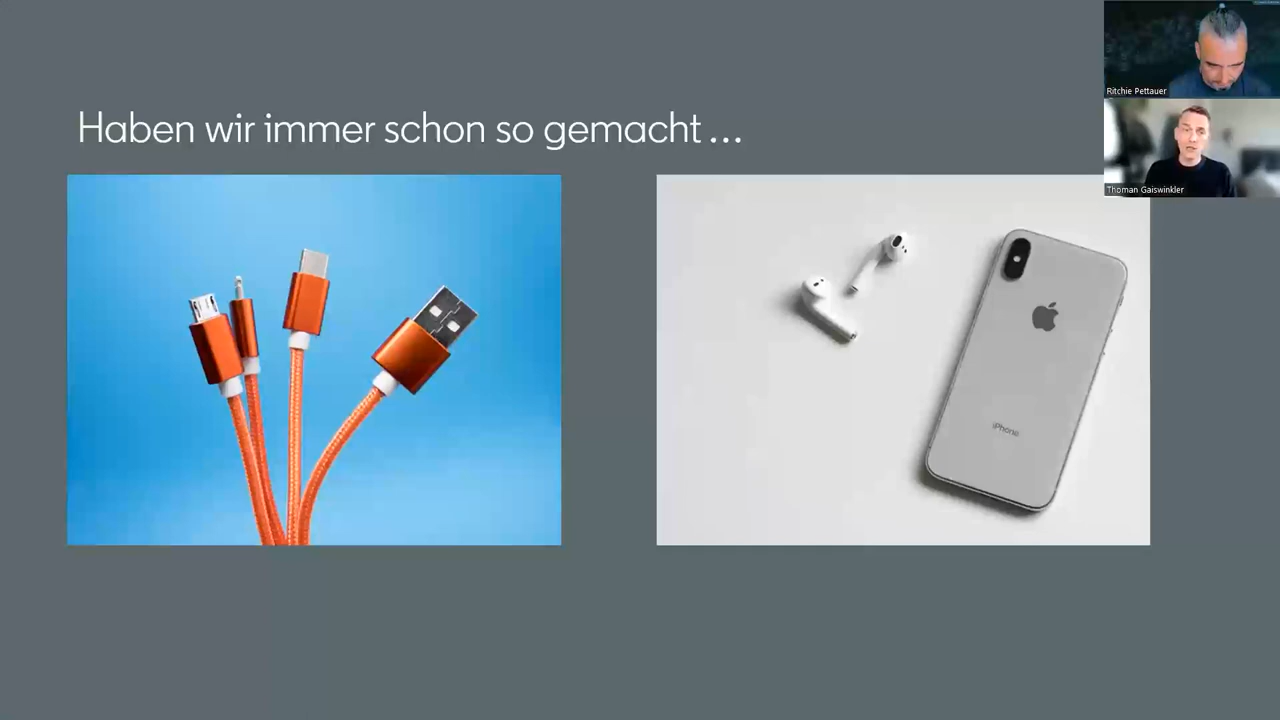 Haben wir immer schon so gemacht ...
Ritchie Pettauer
Thoman Gaiswinkler
iPhone